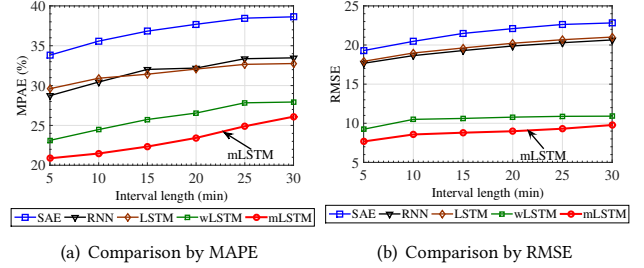 40
35
30
25
20
MPAE (%)
5 10 15 20 25 30
mLSTM
Interval length (min)
SAE RNN LSTM wLSTM mLSTM
(a) Comparison by MAPE
25
20
15
10
5
RMSE
5 10 15 20 25 30
mLSTM
Interval length (min)
SAE RNN LSTM wLSTM mLSTM
(b) Comparison by RMSE